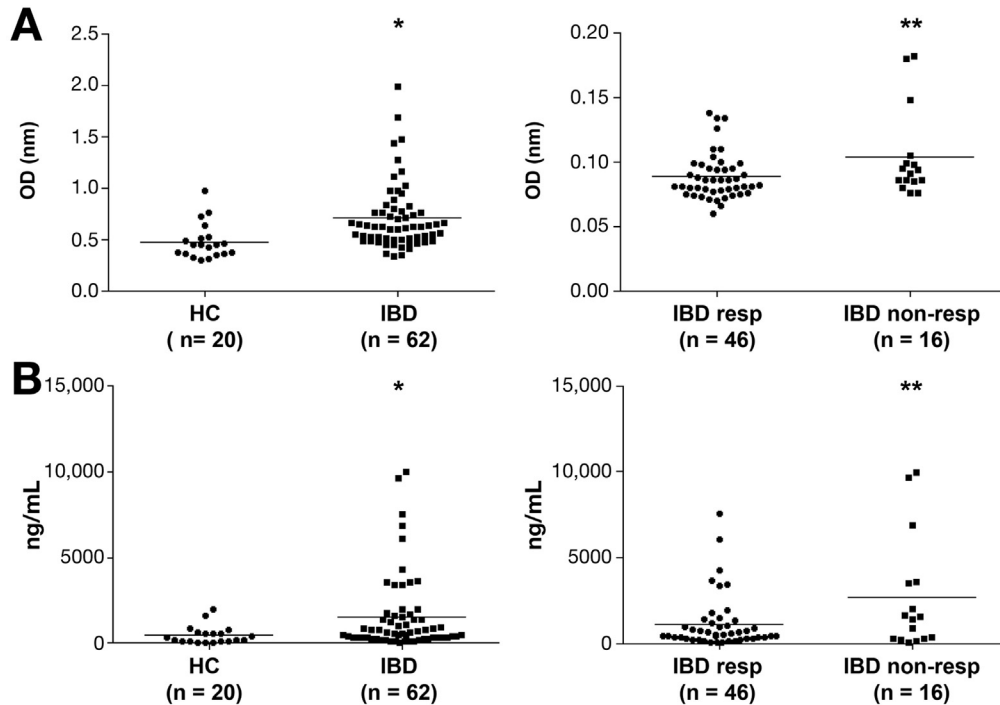 A
OD (nm)
2.5
2.0
1.5
1.0
0.5
0.0
*
HC
( n= 20)
IBD
(n = 62)
OD (nm)
0.20
0.15
0.10
0.05
0.00
**
IBD resp
(n = 46)
IBD non-resp
(n = 16)
B
ng/mL
15,000
10,000
5000
0
*
HC
(n = 20)
IBD
(n = 62)
ng/mL
15,000
10,000
5000
0
**
IBD resp
(n = 46)
IBD non-resp
(n = 16)